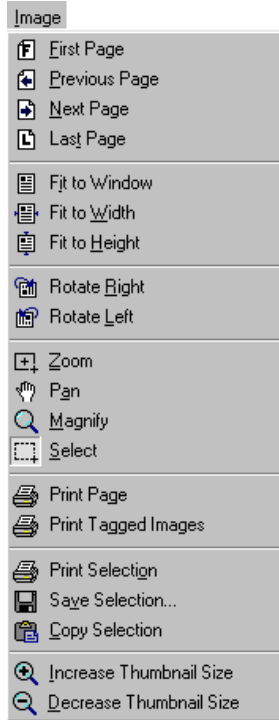 Image
First Page
Previous Page
Next Page
Last Page
Fit to Window
Fit to Width
Fit to Height
Rotate Right
Rotate Left
Zoom
Pan
Magnify
Select
Print Page
Print Tagged Images
Print Selection
Save Selection...
Copy Selection
Increase Thumbnail Size
Decrease Thumbnail Size